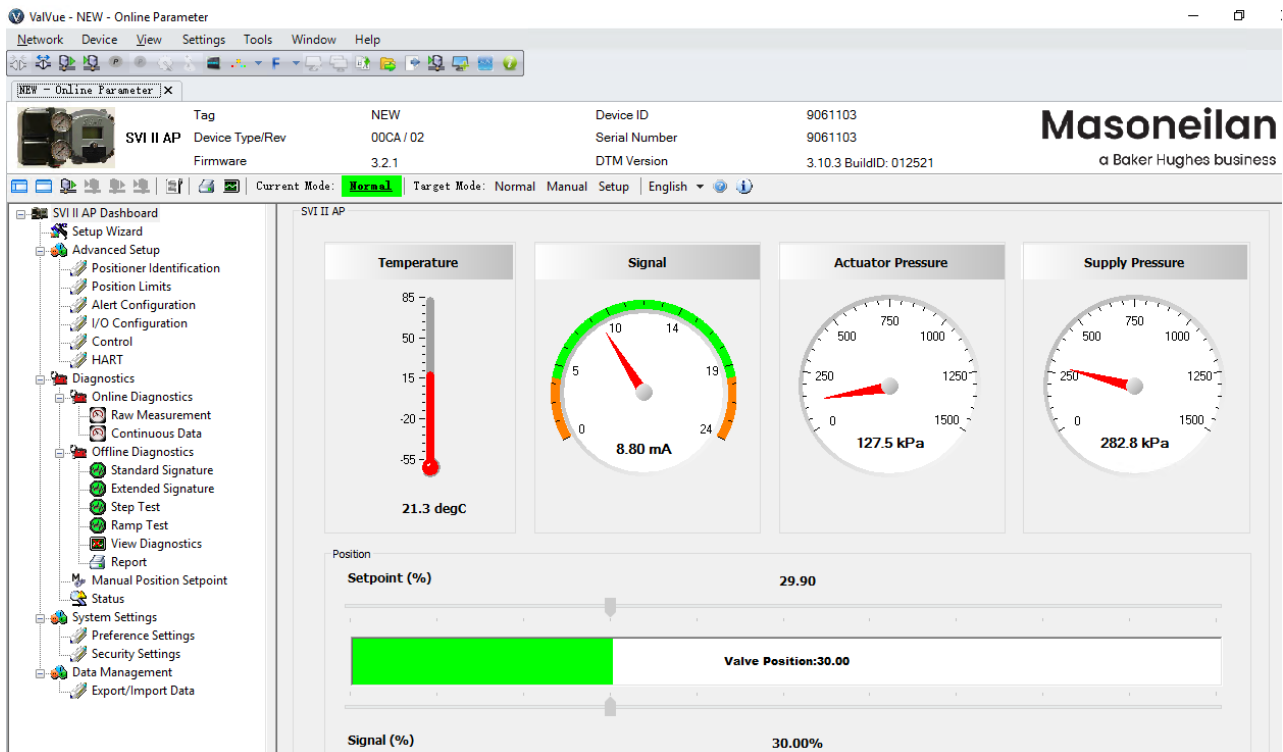 ValVue - NEW - Online Parameter
Network Device View Settings Tools Window Help
NEW - Online Parameter
Tag NEW Device ID 9061103
SVI II AP Device Type/Rev 00CA / 02 Serial Number 9061103
Firmware 3.2.1 DTM Version 3.10.3 BuildID: 012521
Masoneilan
a Baker Hughes business
Current Mode: Normal Target Mode: Normal Manual Setup English
SVI II AP Dashboard
Setup Wizard
Advanced Setup
Positioner Identification
Position Limits
Alert Configuration
I/O Configuration
Control
HART
Diagnostics
Online Diagnostics
Raw Measurement
Continuous Data
Offline Diagnostics
Standard Signature
Extended Signature
Step Test
Ramp Test
View Diagnostics
Report
Manual Position Setpoint
Status
System Settings
Preference Settings
Security Settings
Data Management
Export/Import Data
SVI II AP
Temperature
85
50
15
-20
-55
21.3 degC
Signal
0 5 10 14 19 24
8.80 mA
Actuator Pressure
0 250 500 750 1000 1250 1500
127.5 kPa
Supply Pressure
0 250 500 750 1000 1250 1500
282.8 kPa
Position
Setpoint (%) 29.90
Valve Position:30.00
Signal (%) 30.00%